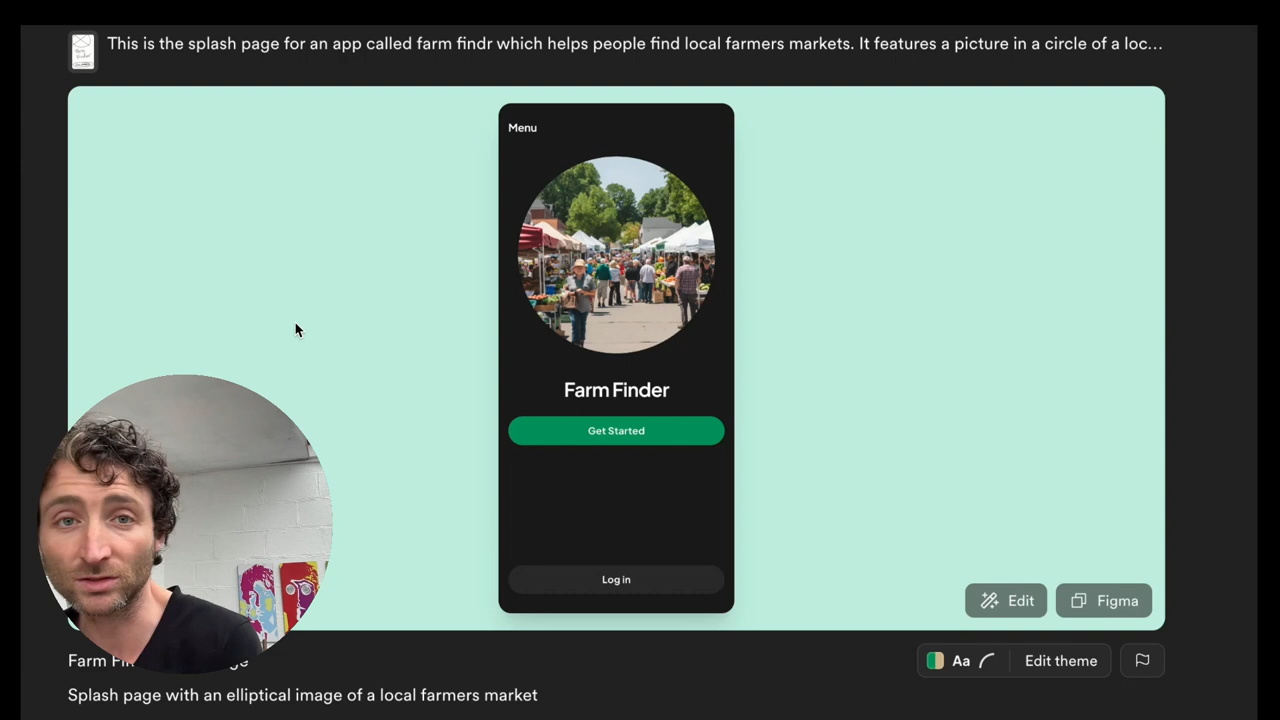 This is the splash page for an app called farm findr which helps people find local farmers markets. It features a picture in a circle of a loc...
Menu
Farm Finder
Get Started
Log in
Edit
Figma
Farm Fin
Aa
Edit theme
Splash page with an elliptical image of a local farmers market